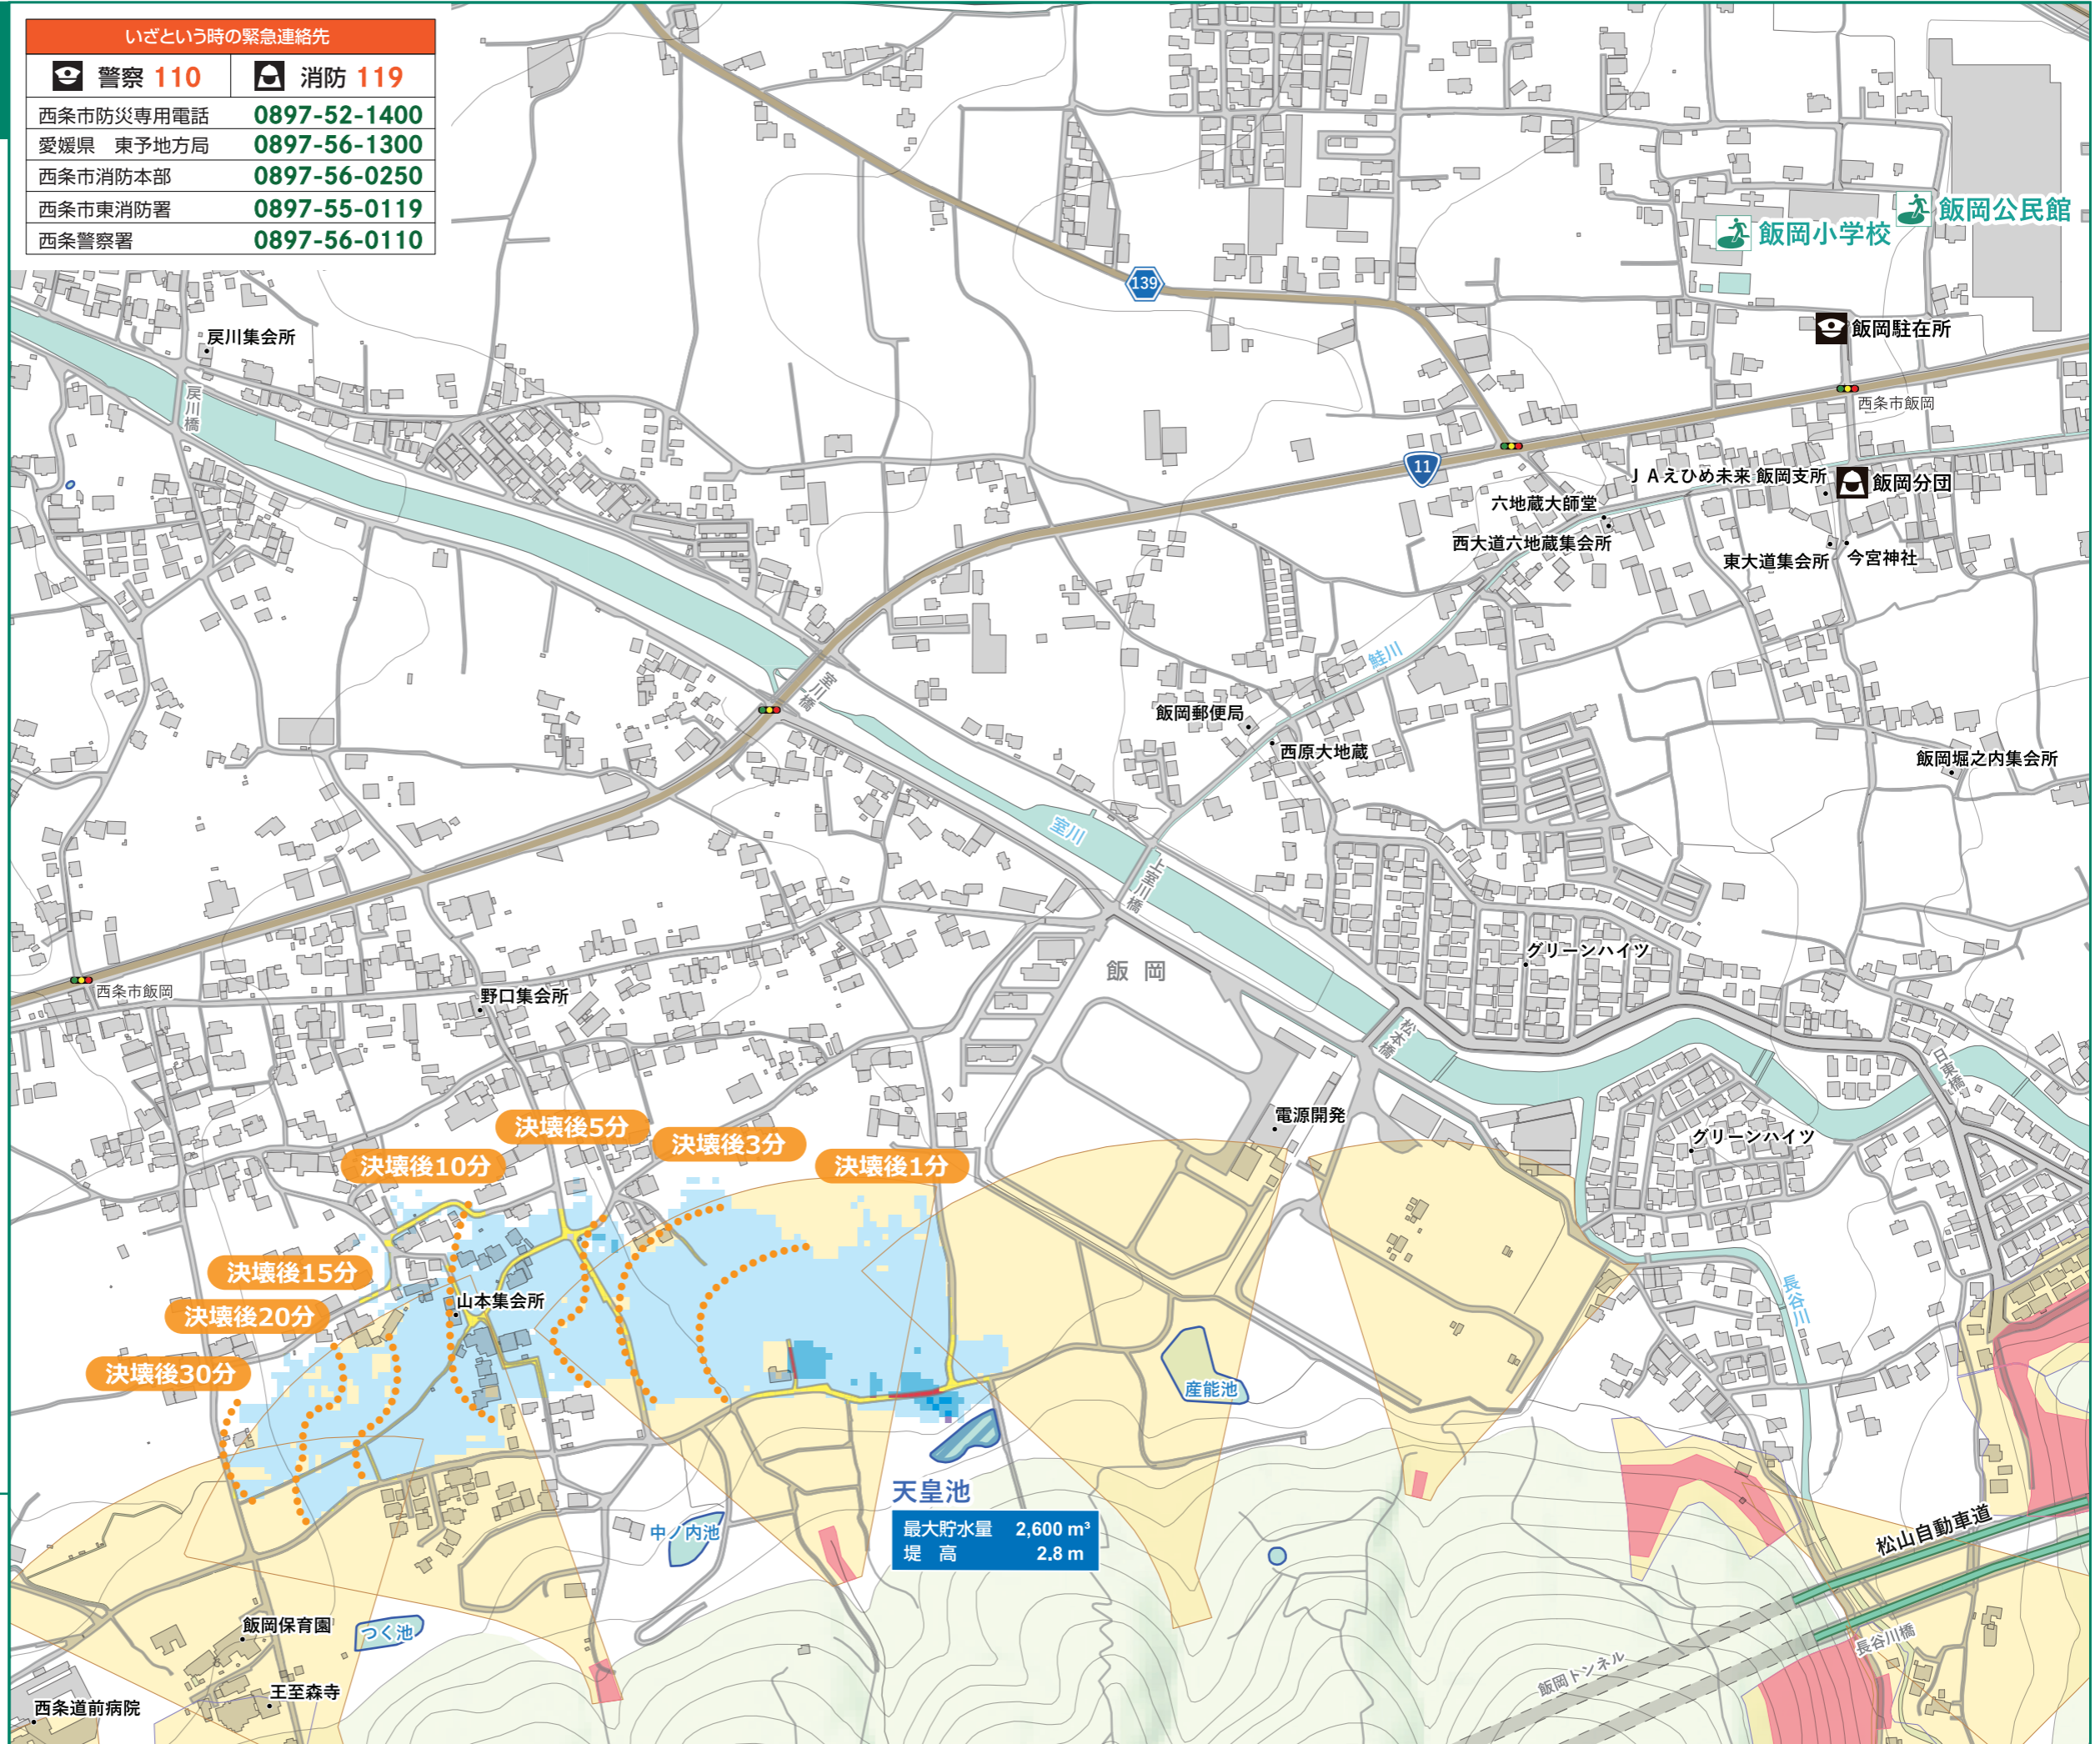 いざという時の緊急連絡先
警察 110 消防 119
西条市防災専用電話 0897-52-1400
愛媛県　東予地方局 0897-56-1300
西条市消防本部 0897-56-0250
西条市東消防署 0897-55-0119
西条警察署 0897-56-0110
飯岡公民館
飯岡小学校
139
飯岡駐在所
戸川集会所
戻川橋
西条市飯岡
11
ＪＡえひめ未来 飯岡支所
飯岡分団
六地蔵大師堂
西大道六地蔵集会所
東大道集会所
今宮神社
鮭川
室川橋
飯岡郵便局
西原大地蔵
飯岡堀之内集会所
室川
上室川橋
グリーンハイツ
飯岡
西条市飯岡
野口集会所
松本橋
日東橋
電源開発
グリーンハイツ
決壊後5分
決壊後3分
決壊後10分
決壊後1分
決壊後15分
山本集会所
長谷川
決壊後20分
決壊後30分
産能池
天皇池
最大貯水量 2,600 m³
堤　高 2.8 m
中ノ内池
松山自動車道
飯岡保育園
つく池
長谷川橋
飯岡トンネル
王至森寺
西条道前病院